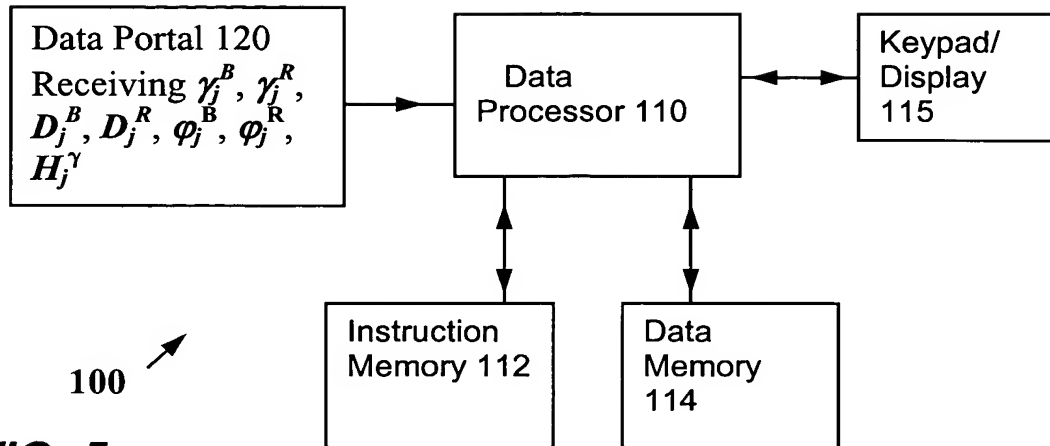 Data Portal 120
Receiving γⱼᴮ, γⱼᴿ,
Dⱼᴮ, Dⱼᴿ, φⱼᴮ, φⱼᴿ,
Hⱼᵞ
Data
Processor 110
Keypad/
Display
115
Instruction
Memory 112
Data
Memory
114
100